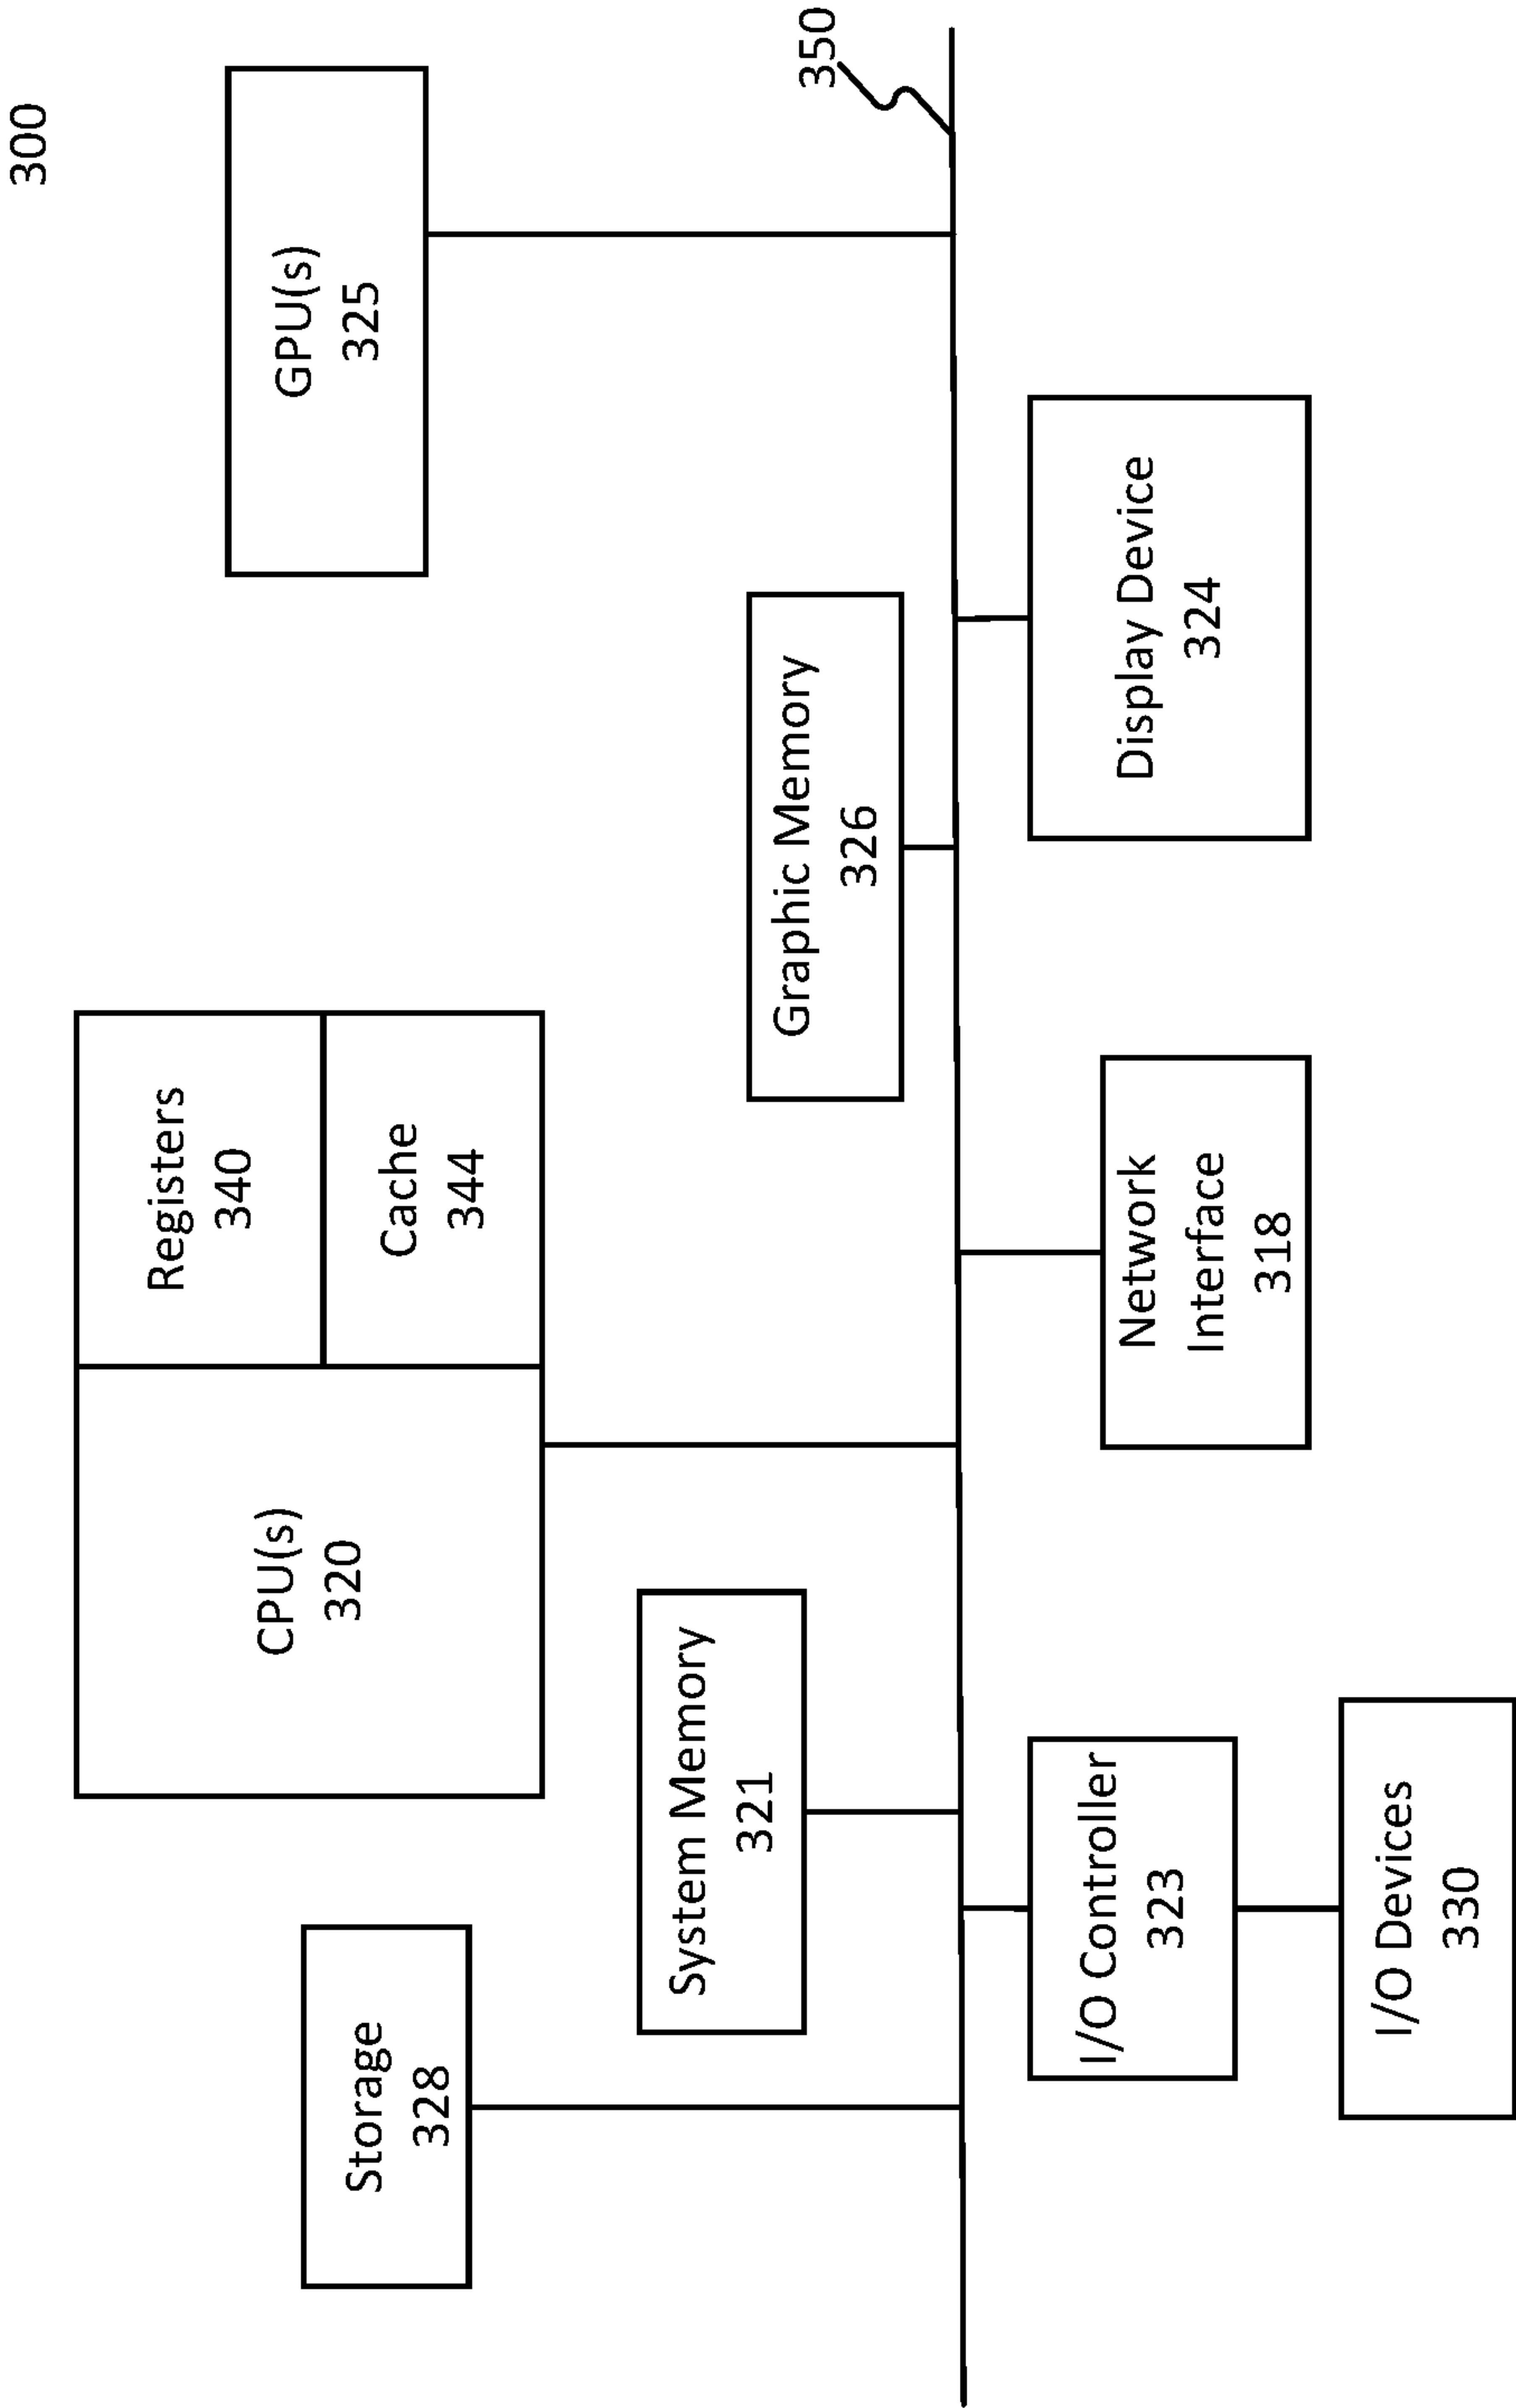 300
CPU(s)
320
Registers
340
Cache
344
GPU(s)
325
Storage
328
System Memory
321
Graphic Memory
326
350
I/O Controller
323
Network
Interface
318
Display Device
324
I/O Devices
330